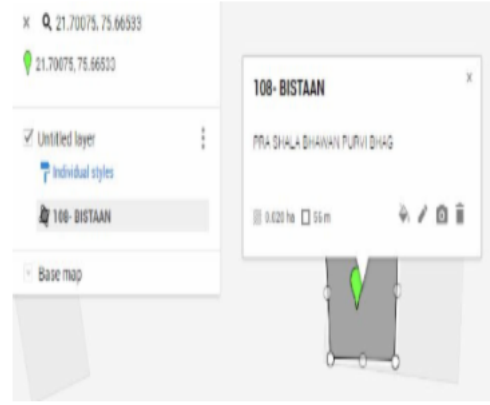 21.70075, 75.66533
21.70075, 75.66533
Untitled layer
Individual styles
108- BISTAAN
Base map
108- BISTAAN
PRA SHALA BHAWAN PURVI BHAG
0.020 ha 56 m